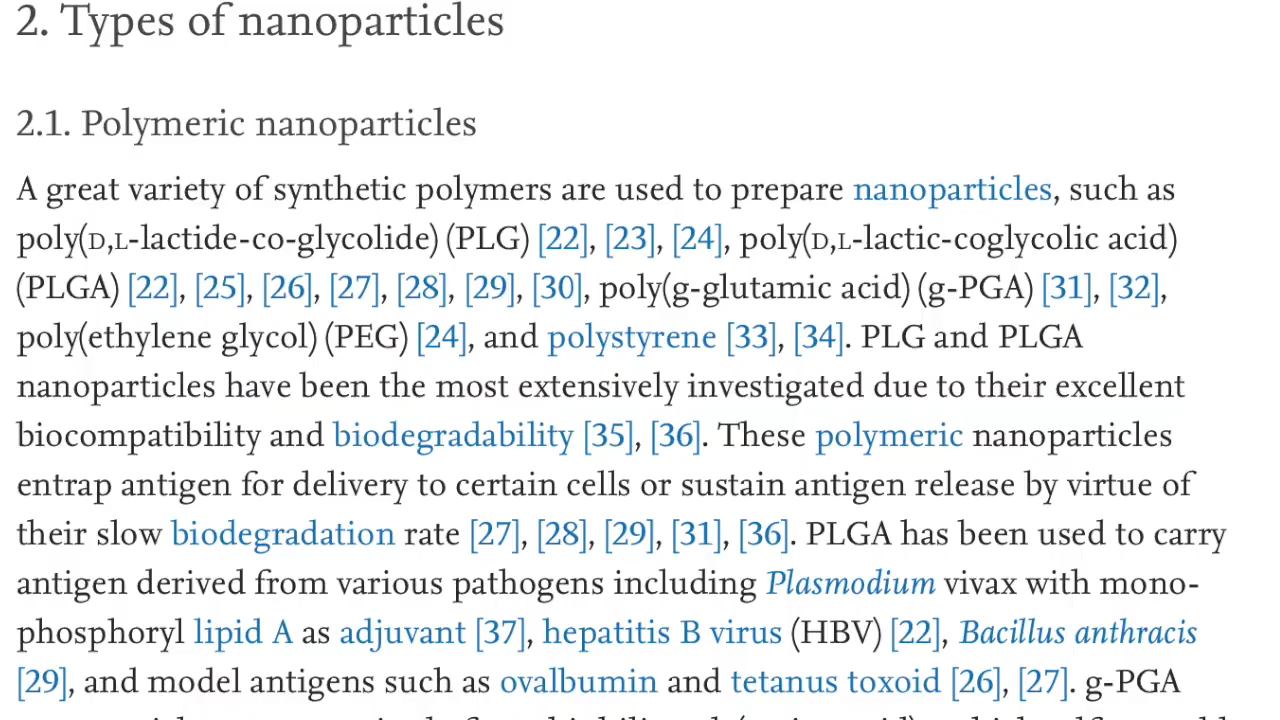 2. Types of nanoparticles
2.1. Polymeric nanoparticles
A great variety of synthetic polymers are used to prepare nanoparticles, such as
poly(D,L-lactide-co-glycolide) (PLG) [22], [23], [24], poly(D,L-lactic-coglycolic acid)
(PLGA) [22], [25], [26], [27], [28], [29], [30], poly(g-glutamic acid) (g-PGA) [31], [32],
poly(ethylene glycol) (PEG) [24], and polystyrene [33], [34]. PLG and PLGA
nanoparticles have been the most extensively investigated due to their excellent
biocompatibility and biodegradability [35], [36]. These polymeric nanoparticles
entrap antigen for delivery to certain cells or sustain antigen release by virtue of
their slow biodegradation rate [27], [28], [29], [31], [36]. PLGA has been used to carry
antigen derived from various pathogens including Plasmodium vivax with mono-
phosphoryl lipid A as adjuvant [37], hepatitis B virus (HBV) [22], Bacillus anthracis
[29], and model antigens such as ovalbumin and tetanus toxoid [26], [27]. g-PGA